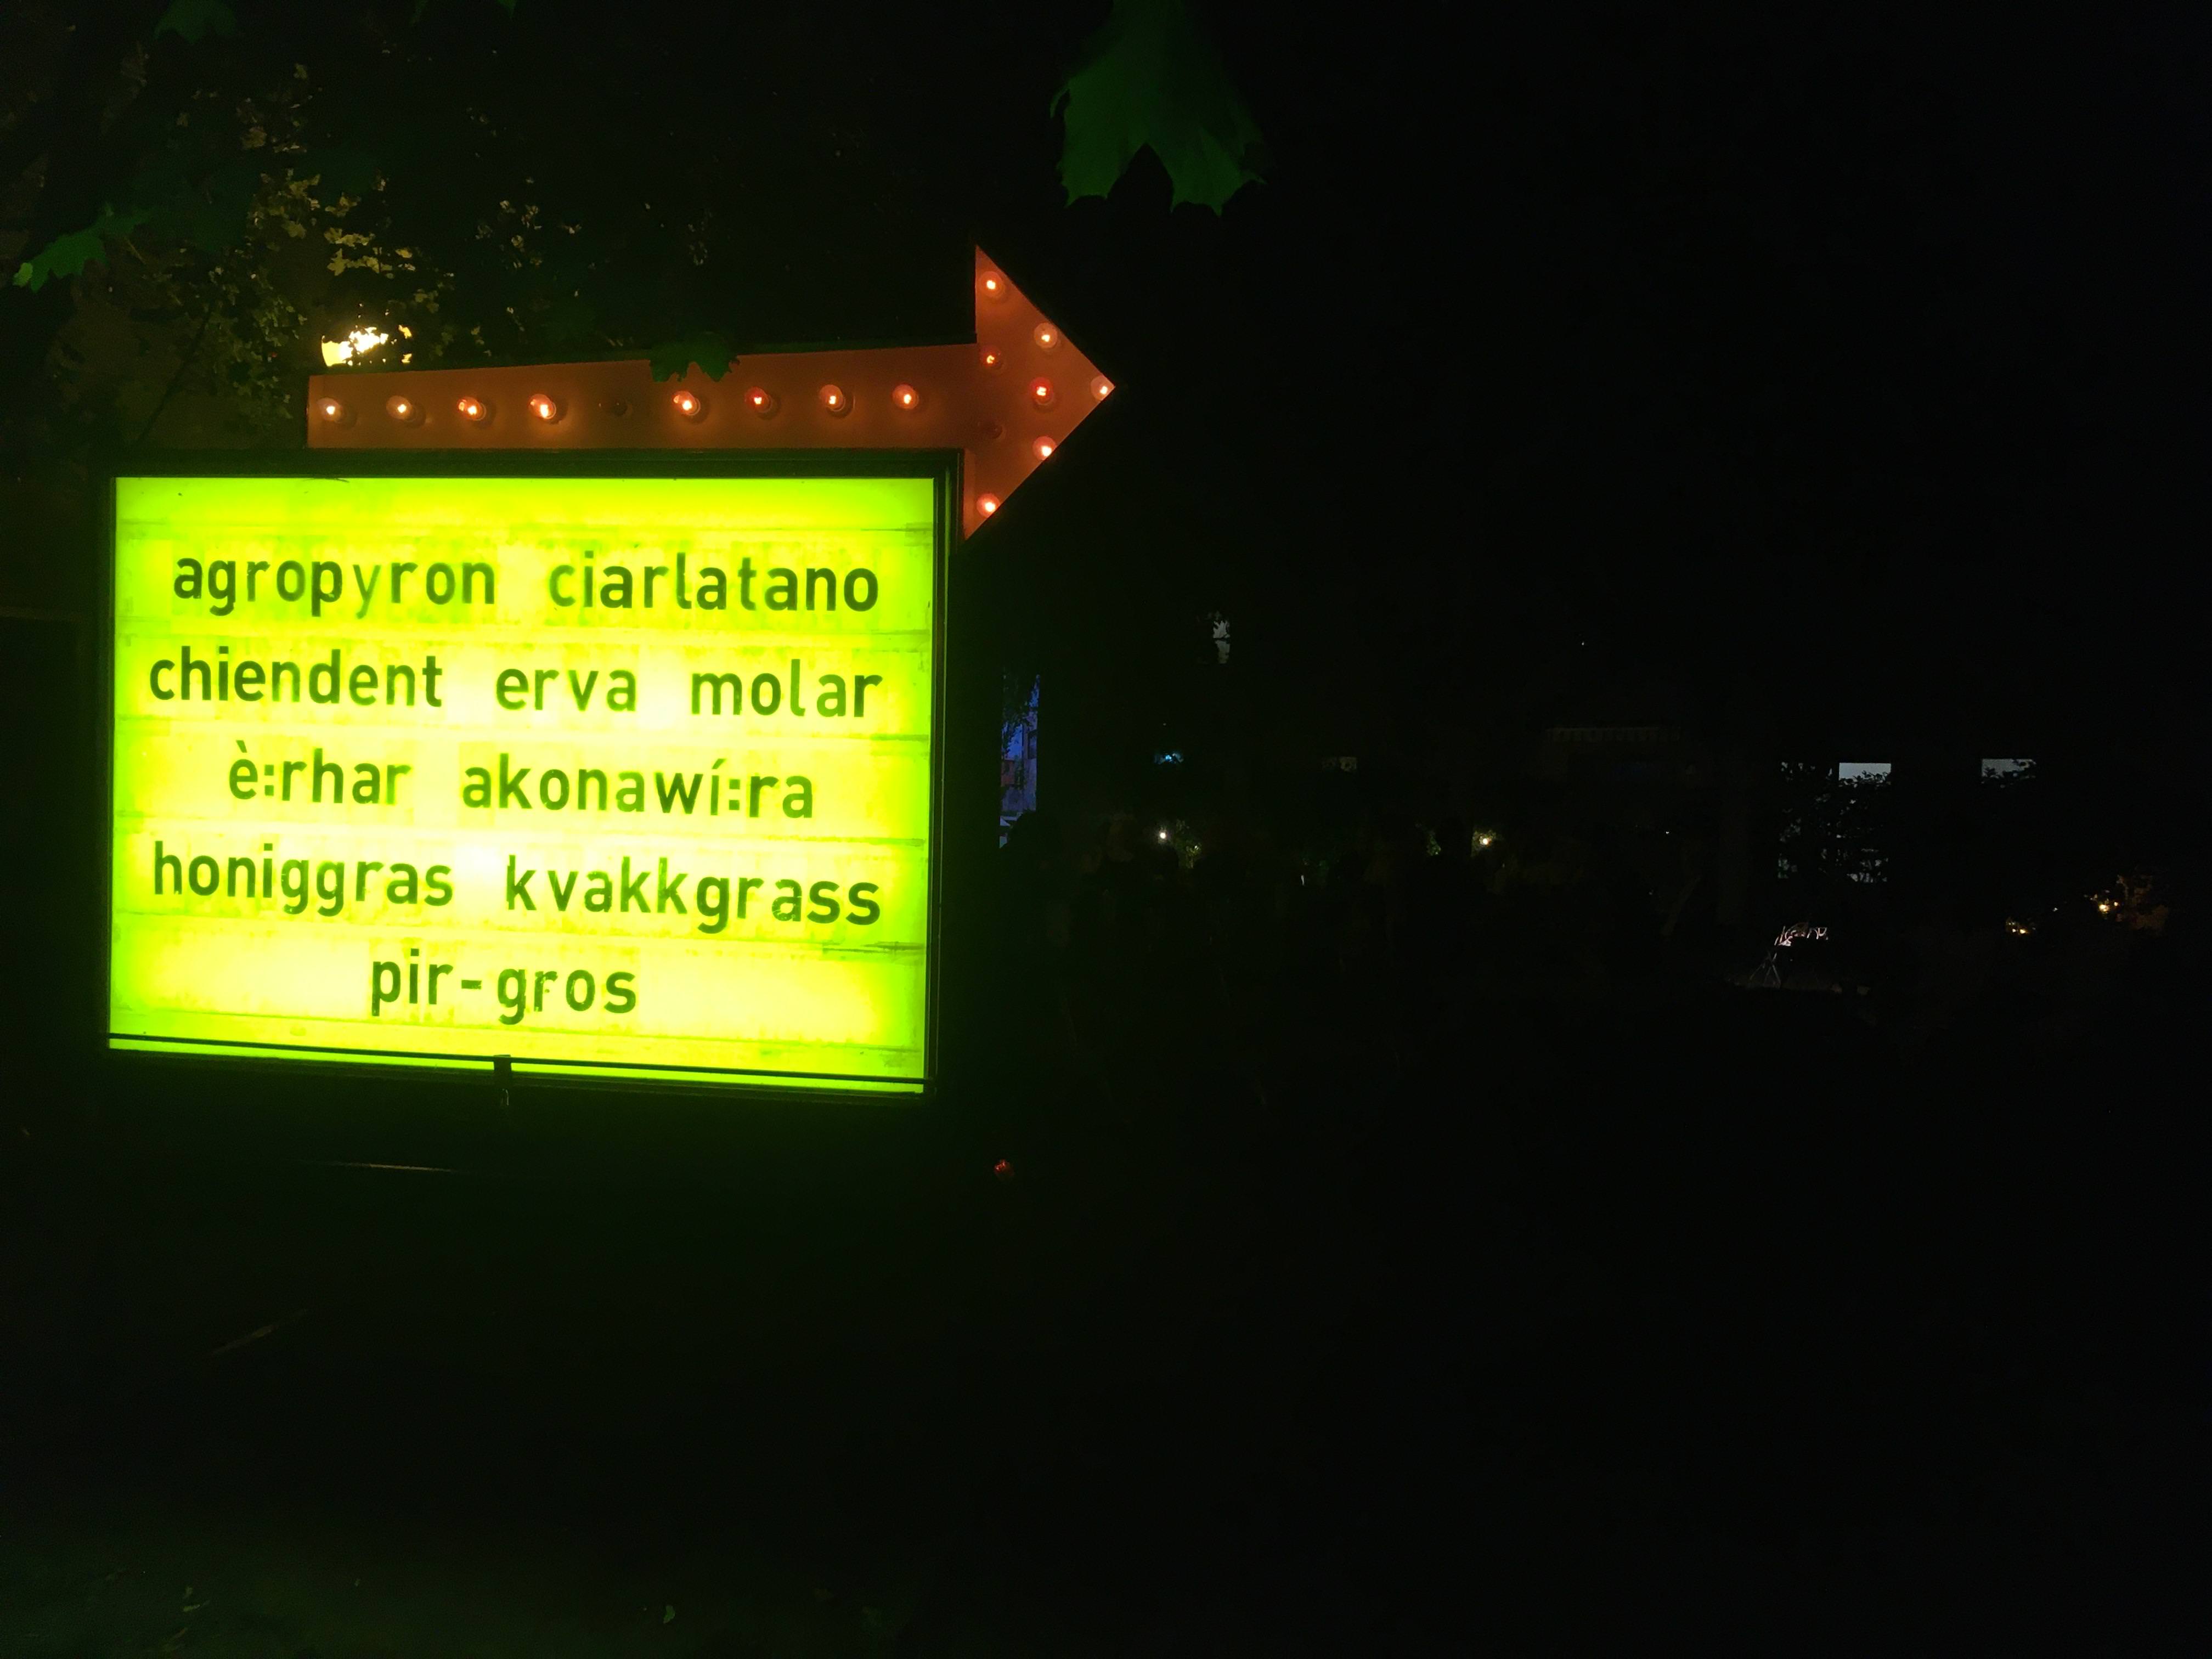 agropyron ciarlatano
chiendent erva molar
è:rhar akonawí:ra
honiggras kvakkgrass
pir-gros